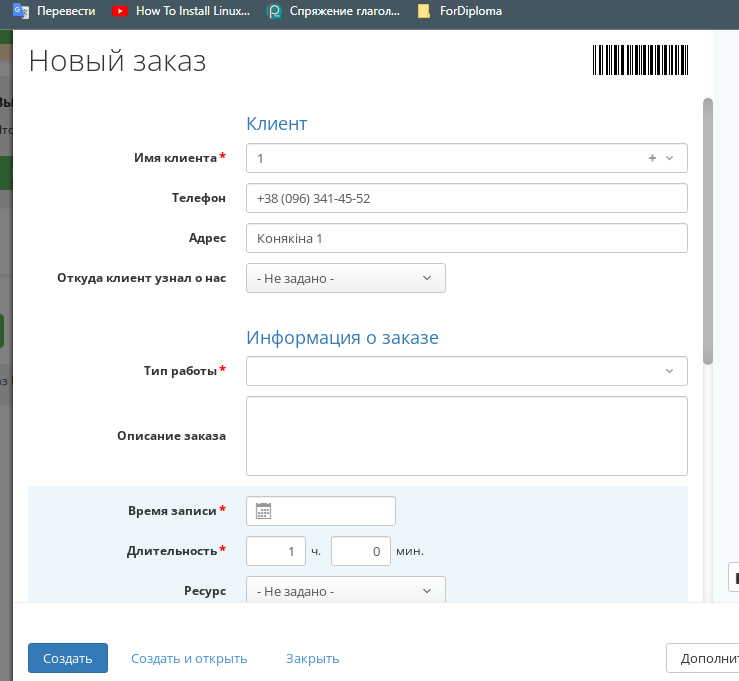 Перевести How To Install Linux... Спряжение глагол... ForDiploma
Новый заказ
Клиент
Имя клиента* 1
Телефон +38 (096) 341-45-52
Адрес Конякіна 1
Откуда клиент узнал о нас - Не задано -
Информация о заказе
Тип работы*
Описание заказа
Время записи*
Длительность* 1 ч. 0 мин.
Ресурс - Не задано -
Создать Создать и открыть Закрыть